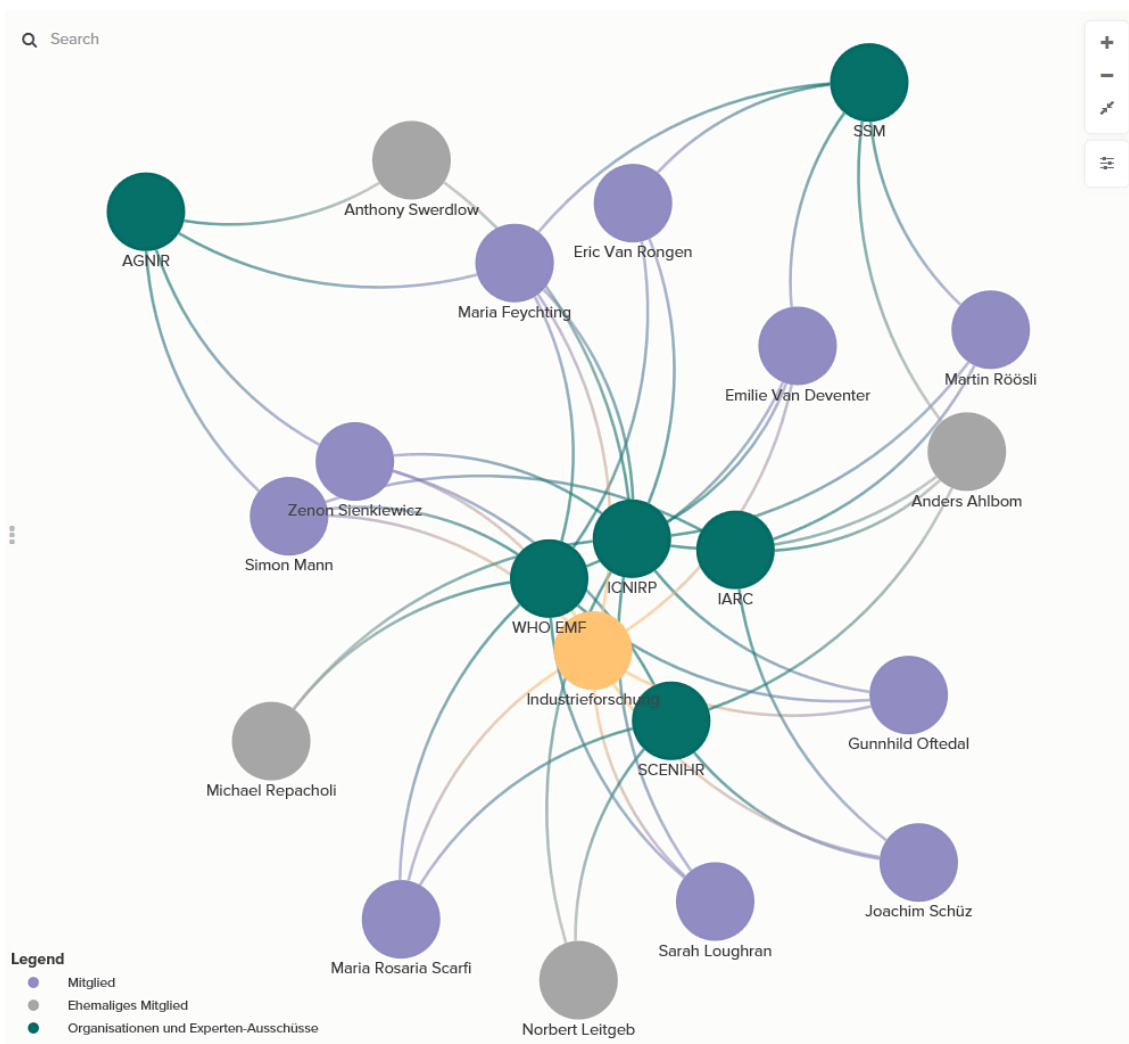 Search
SSM
Anthony Swerdlow
Eric Van Rongen
AGNIR
Maria Feychting
Martin Röösli
Emilie Van Deventer
Anders Ahlbom
Zenon Sienkiewicz
Simon Mann
ICNIRP
IARC
WHO EMF
Industrieforschung
Gunnhild Oftedal
SCENIHR
Michael Repacholi
Joachim Schüz
Sarah Loughran
Maria Rosaria Scarfi
Norbert Leitgeb
Legend
Mitglied
Ehemaliges Mitglied
Organisationen und Experten-Ausschüsse